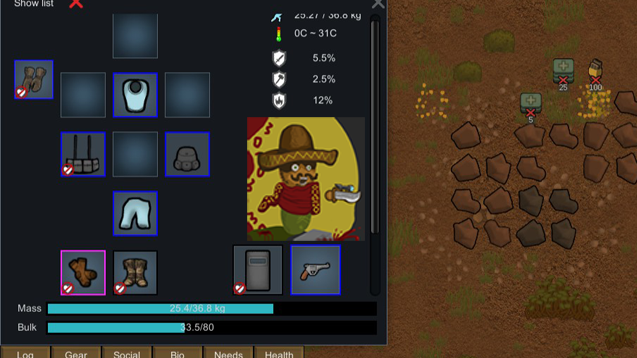 Show list
25.27 / 36.8 kg
0C ~ 31C
5.5%
2.5%
12%
25
100
5
Mass 25.4/36.8 kg
Bulk 33.5/80
Log Gear Social Bio Needs Health